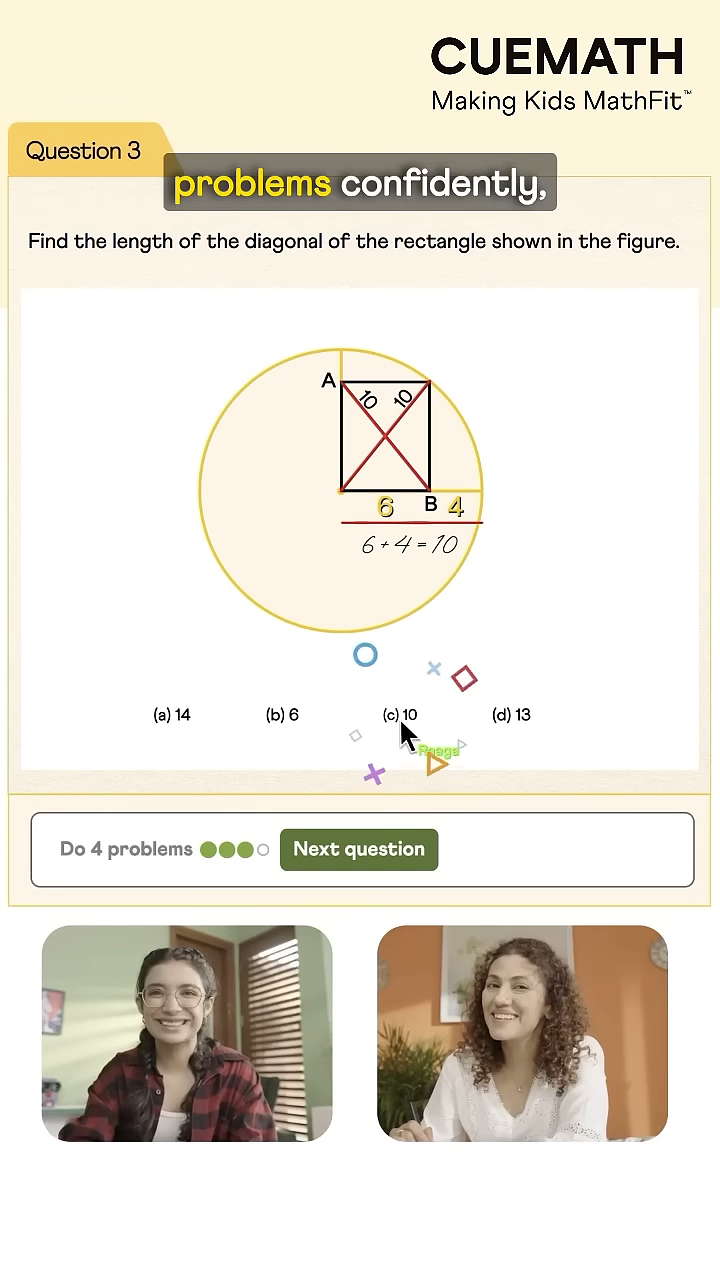 CUEMATH
Making Kids MathFit™
Question 3
problems confidently,
Find the length of the diagonal of the rectangle shown in the figure.
A
10 10
6 B 4
6 + 4 = 10
(a) 14 (b) 6 (c) 10 (d) 13
Raaga
Do 4 problems Next question